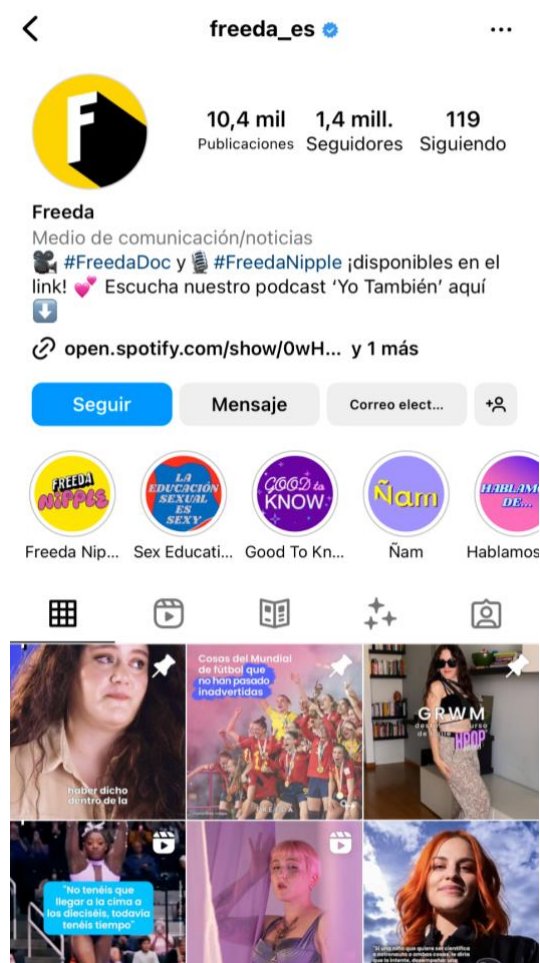 freeda_es
F
10,4 mil 1,4 mill. 119
Publicaciones Seguidores Siguiendo
Freeda
Medio de comunicación/noticias
#FreedaDoc y #FreedaNipple ¡disponibles en el
link! Escucha nuestro podcast ‘Yo También’ aquí
open.spotify.com/show/0wH... y 1 más
Seguir Mensaje Correo elect...
FREEDA
NIPPLE
LA
EDUCACIÓN
SEXUAL
ES
SEXY
GOOD to
KNOW
Ñam
HABLAMO
DE...
Freeda Nip... Sex Educati... Good To Kn... Ñam Hablamos
haber dicho
dentro de la
Cosas del Mundial
de fútbol que
no han pasado
inadvertidas
FREEDA
GRWM
HPOP
"No tenéis que
llegar a la cima a
los dieciséis, todavía
tenéis tiempo"